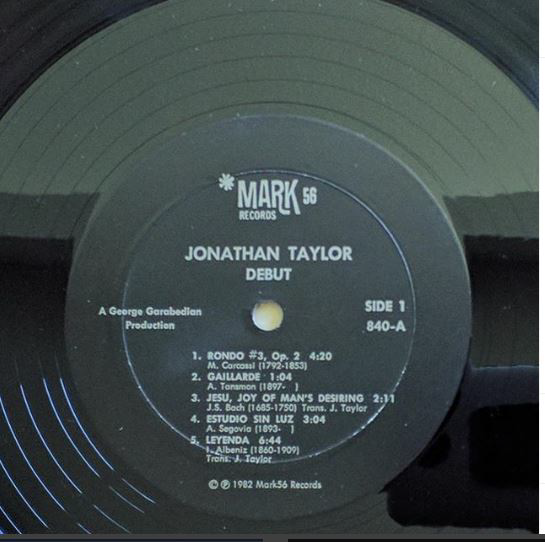 *MARK 56
RECORDS
JONATHAN TAYLOR
DEBUT
A George Garabedian
Production
SIDE 1
840-A
1. RONDO #3, Op. 2 4:20
M. Carcassi (1792-1853)
2. GAILLARDE 1:04
A. Tansman (1897- )
3. JESU, JOY OF MAN'S DESIRING 2:11
J.S. Bach (1685-1750) Trans. J. Taylor
4. ESTUDIO SIN LUZ 3:04
A. Segovia (1893- )
5. LEYENDA 6:44
I. Albeniz (1860-1909)
Trans. J. Taylor
© ℗ 1982 Mark56 Records